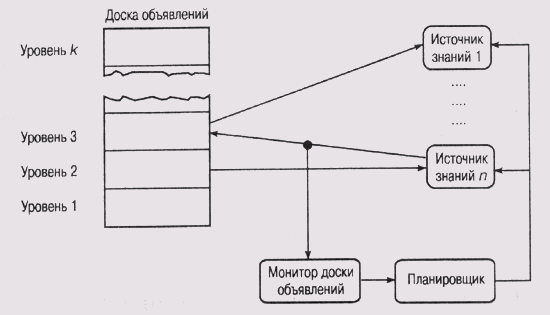 Доска объявлений
Уровень k
Источник
знаний 1
....
....
....
Уровень 3
Уровень 2
Источник
знаний n
Уровень 1
Монитор доски
объявлений
Планировщик